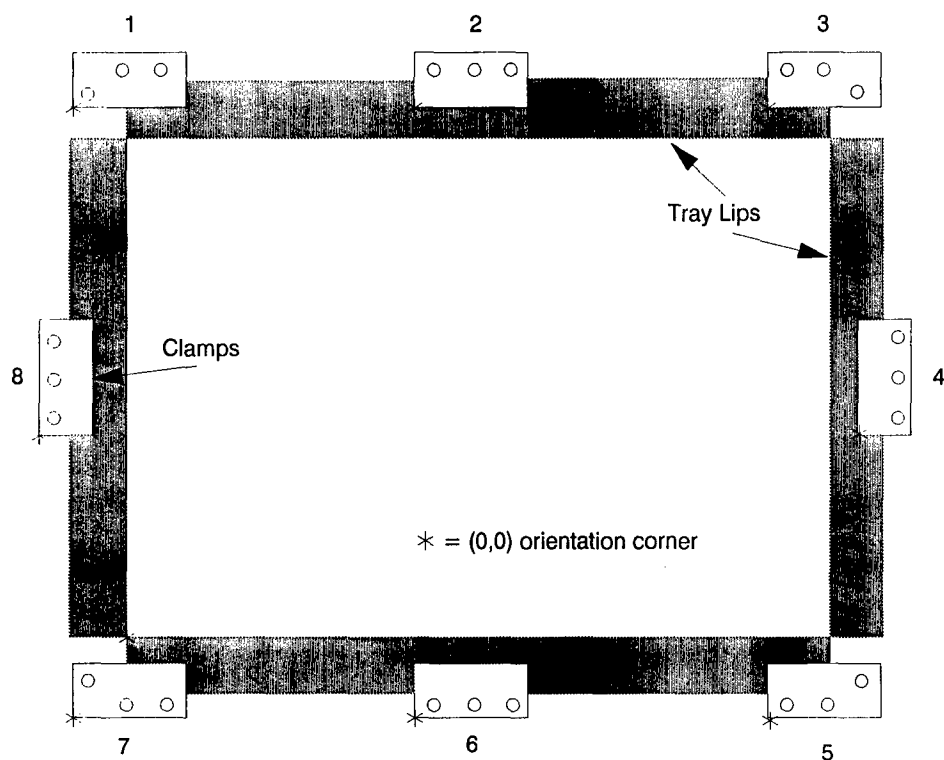 1
2
3
Tray Lips
Clamps
8
4
* = (0,0) orientation corner
7
6
5